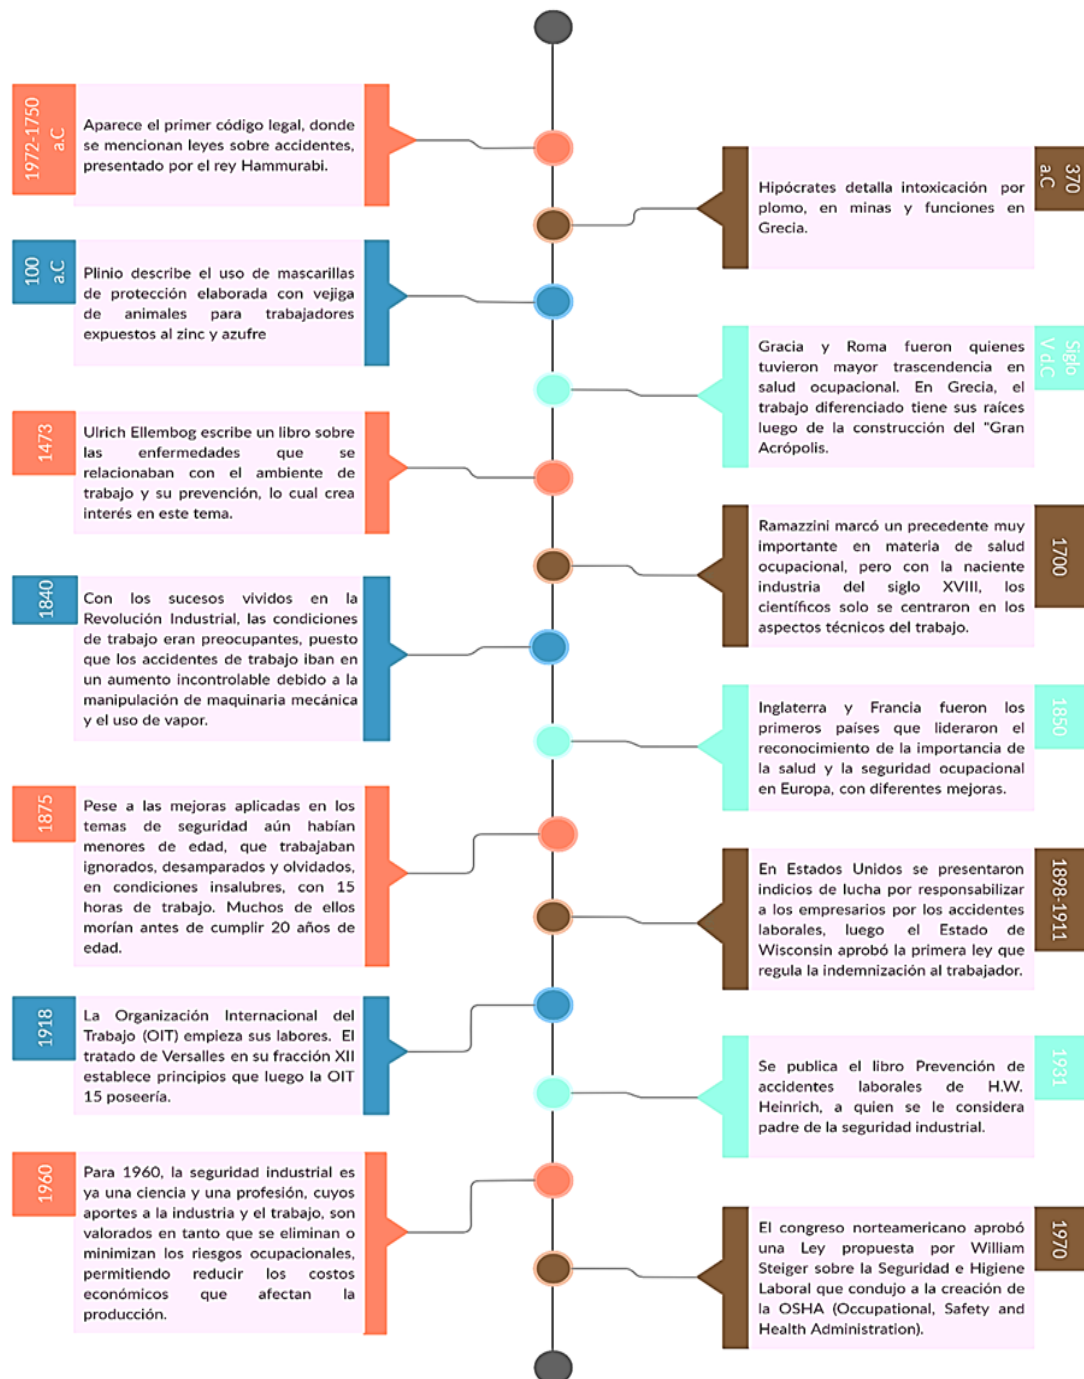 1972-1750
a.C
Aparece el primer código legal, donde
se mencionan leyes sobre accidentes,
presentado por el rey Hammurabi.
370
a.C
Hipócrates detalla intoxicación por
plomo, en minas y funciones en
Grecia.
100
a.C
Plinio describe el uso de mascarillas
de protección elaborada con vejiga
de animales para trabajadores
expuestos al zinc y azufre
Siglo
V d.C
Gracia y Roma fueron quienes
tuvieron mayor trascendencia en
salud ocupacional. En Grecia, el
trabajo diferenciado tiene sus raíces
luego de la construcción del "Gran
Acrópolis.
1473
Ulrich Ellembog escribe un libro sobre
las enfermedades que se
relacionaban con el ambiente de
trabajo y su prevención, lo cual crea
interés en este tema.
1700
Ramazzini marcó un precedente muy
importante en materia de salud
ocupacional, pero con la naciente
industria del siglo XVIII, los
científicos solo se centraron en los
aspectos técnicos del trabajo.
1840
Con los sucesos vividos en la
Revolución Industrial, las condiciones
de trabajo eran preocupantes, puesto
que los accidentes de trabajo iban en
un aumento incontrolable debido a la
manipulación de maquinaria mecánica
y el uso de vapor.
1850
Inglaterra y Francia fueron los
primeros países que lideraron el
reconocimiento de la importancia de
la salud y la seguridad ocupacional
en Europa, con diferentes mejoras.
1875
Pese a las mejoras aplicadas en los
temas de seguridad aún habían
menores de edad, que trabajaban
ignorados, desamparados y olvidados,
en condiciones insalubres, con 15
horas de trabajo. Muchos de ellos
morían antes de cumplir 20 años de
edad.
1898-1911
En Estados Unidos se presentaron
indicios de lucha por responsabilizar
a los empresarios por los accidentes
laborales, luego el Estado de
Wisconsin aprobó la primera ley que
regula la indemnización al trabajador.
1918
La Organización Internacional del
Trabajo (OIT) empieza sus labores. El
tratado de Versalles en su fracción XII
establece principios que luego la OIT
15 poseería.
1931
Se publica el libro Prevención de
accidentes laborales de H.W.
Heinrich, a quien se le considera
padre de la seguridad industrial.
1960
Para 1960, la seguridad industrial es
ya una ciencia y una profesión, cuyos
aportes a la industria y el trabajo, son
valorados en tanto que se eliminan o
minimizan los riesgos ocupacionales,
permitiendo reducir los costos
económicos que afectan la
producción.
1970
El congreso norteamericano aprobó
una Ley propuesta por William
Steiger sobre la Seguridad e Higiene
Laboral que condujo a la creación de
la OSHA (Occupational, Safety and
Health Administration).